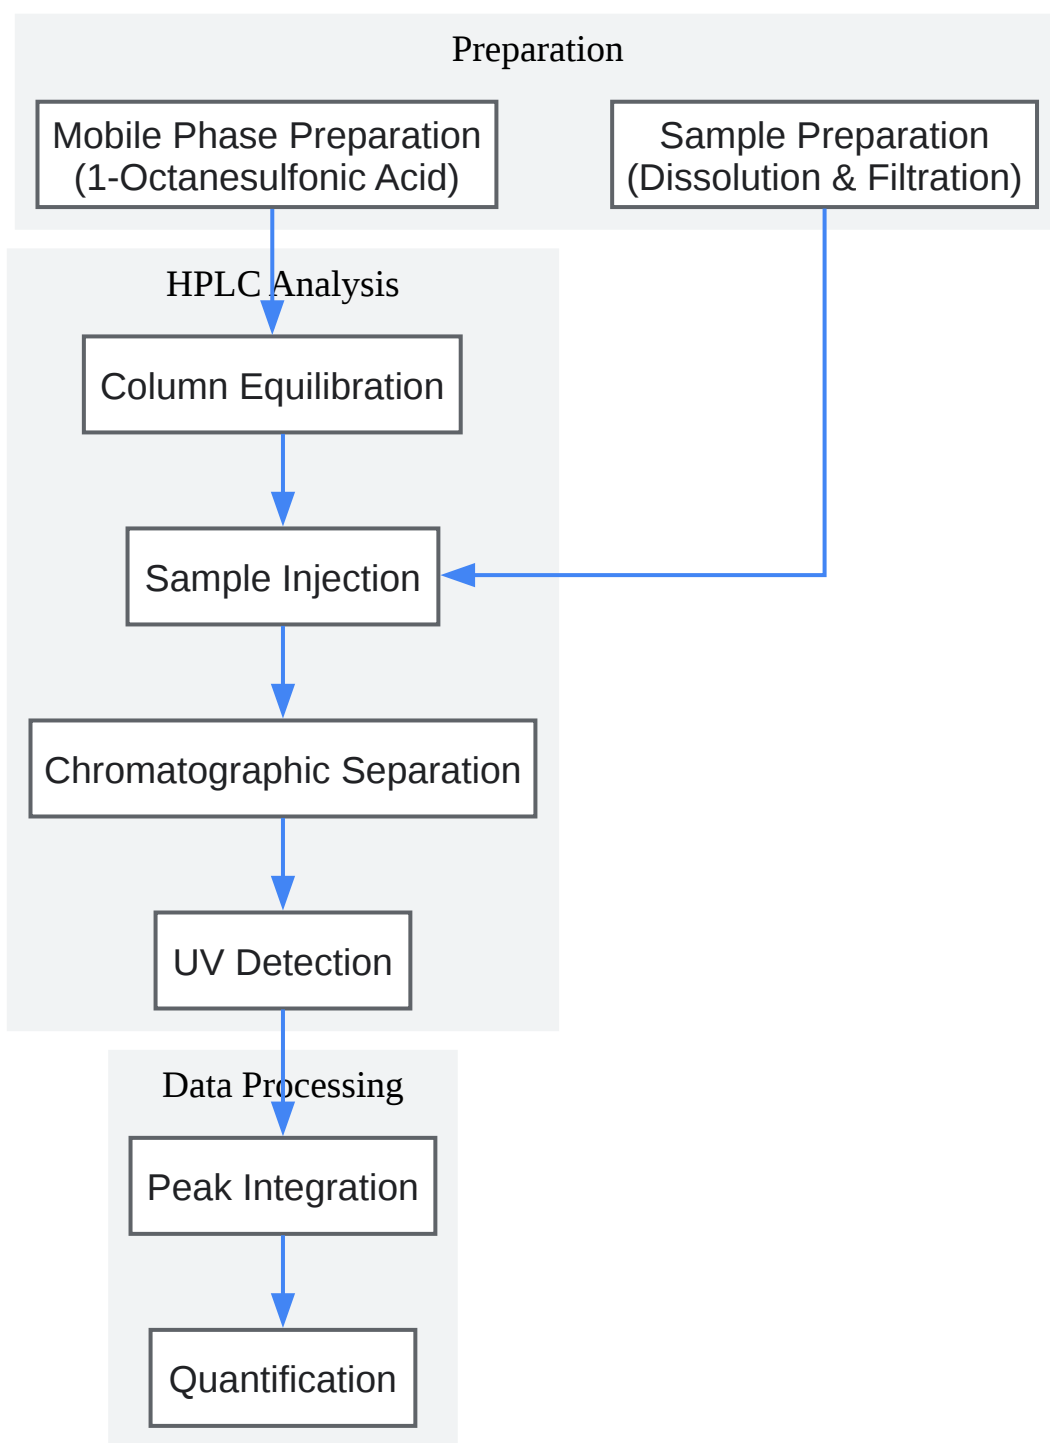 Preparation
Mobile Phase Preparation
(1-Octanesulfonic Acid)
Sample Preparation
(Dissolution & Filtration)
HPLC Analysis
Column Equilibration
Sample Injection
Chromatographic Separation
UV Detection
Data Processing
Peak Integration
Quantification